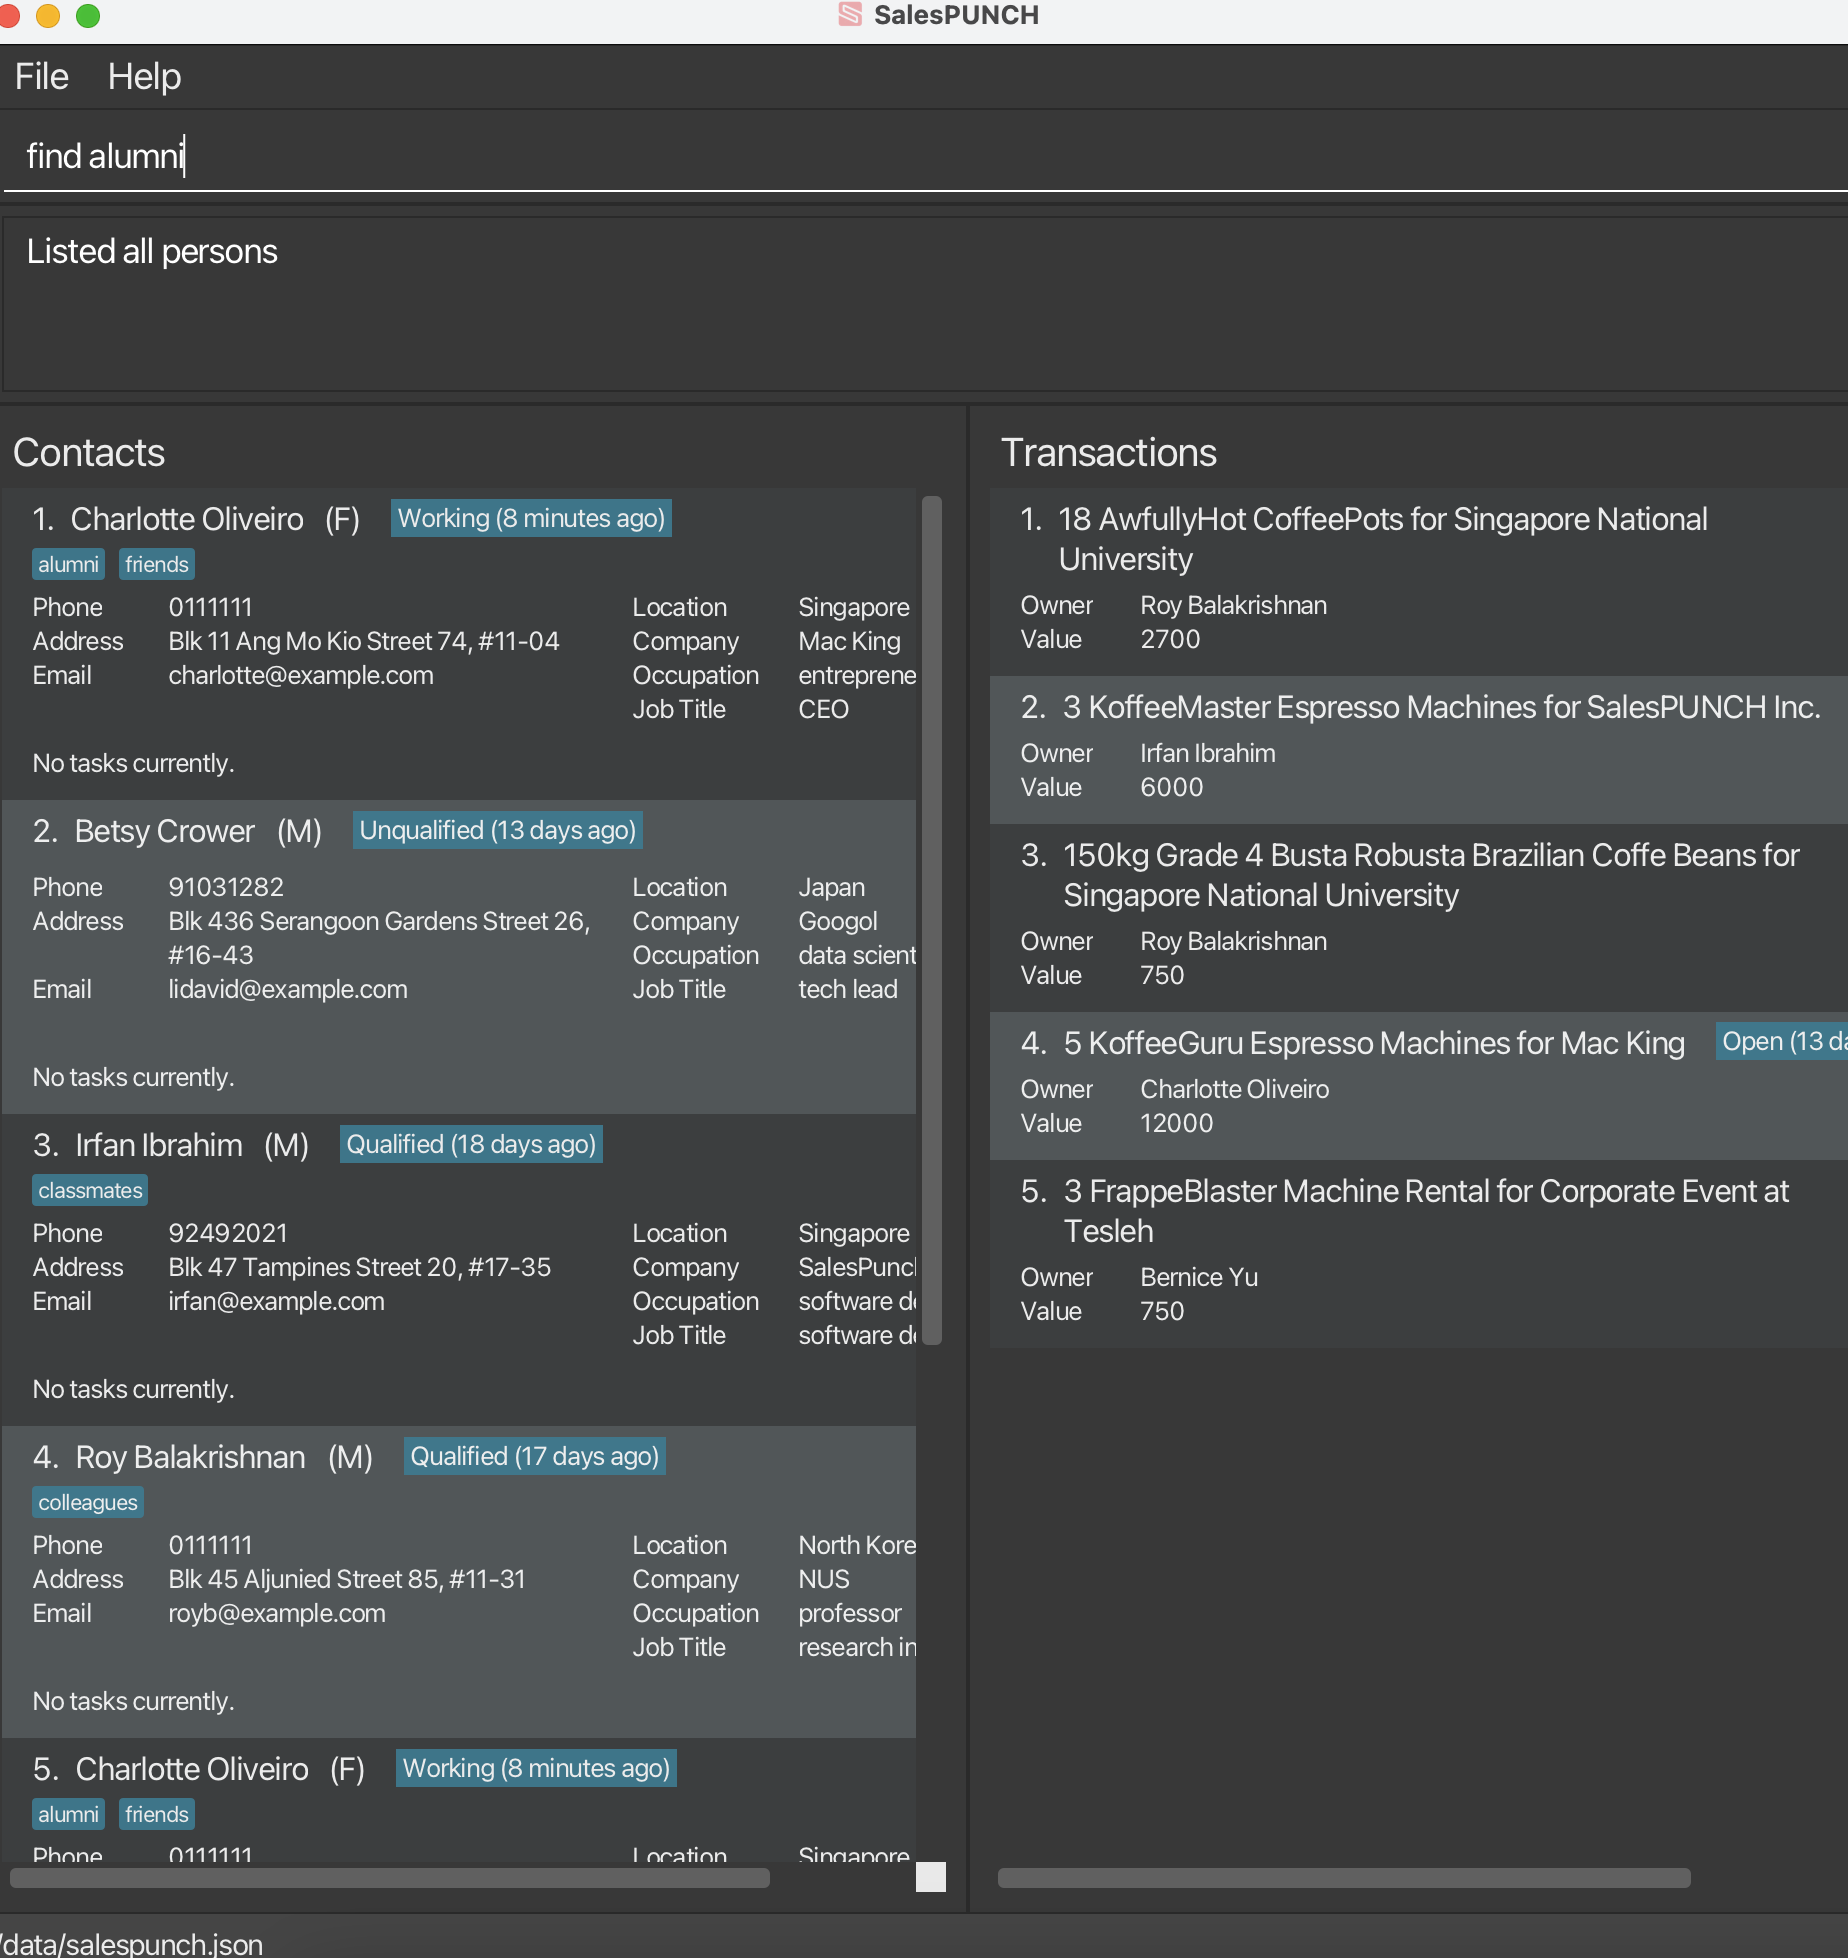 SalesPUNCH
File Help
find alumni
Listed all persons
Contacts
1. Charlotte Oliveiro (F) Working (8 minutes ago)
alumni friends
Phone 0111111 Location Singapore
Address Blk 11 Ang Mo Kio Street 74, #11-04 Company Mac King
Email charlotte@example.com Occupation entreprene
Job Title CEO
No tasks currently.
2. Betsy Crower (M) Unqualified (13 days ago)
Phone 91031282 Location Japan
Address Blk 436 Serangoon Gardens Street 26, Company Googol
#16-43 Occupation data scient
Email lidavid@example.com Job Title tech lead
No tasks currently.
3. Irfan Ibrahim (M) Qualified (18 days ago)
classmates
Phone 92492021 Location Singapore
Address Blk 47 Tampines Street 20, #17-35 Company SalesPuncl
Email irfan@example.com Occupation software de
Job Title software de
No tasks currently.
4. Roy Balakrishnan (M) Qualified (17 days ago)
colleagues
Phone 0111111 Location North Kore
Address Blk 45 Aljunied Street 85, #11-31 Company NUS
Email royb@example.com Occupation professor
Job Title research in
No tasks currently.
5. Charlotte Oliveiro (F) Working (8 minutes ago)
alumni friends
Phone 0111111 Location Singapore
Transactions
1. 18 AwfullyHot CoffeePots for Singapore National
University
Owner Roy Balakrishnan
Value 2700
2. 3 KoffeeMaster Espresso Machines for SalesPUNCH Inc.
Owner Irfan Ibrahim
Value 6000
3. 150kg Grade 4 Busta Robusta Brazilian Coffe Beans for
Singapore National University
Owner Roy Balakrishnan
Value 750
4. 5 KoffeeGuru Espresso Machines for Mac King Open (13 da
Owner Charlotte Oliveiro
Value 12000
5. 3 FrappeBlaster Machine Rental for Corporate Event at
Tesleh
Owner Bernice Yu
Value 750
/data/salespunch.json